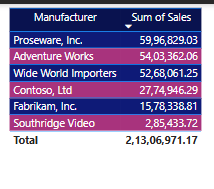 Manufacturer Sum of Sales
Proseware, Inc. 59,96,829.03
Adventure Works 54,03,362.06
Wide World Importers 52,68,061.25
Contoso, Ltd 27,74,946.29
Fabrikam, Inc. 15,78,338.81
Southridge Video 2,85,433.72
Total 2,13,06,971.17